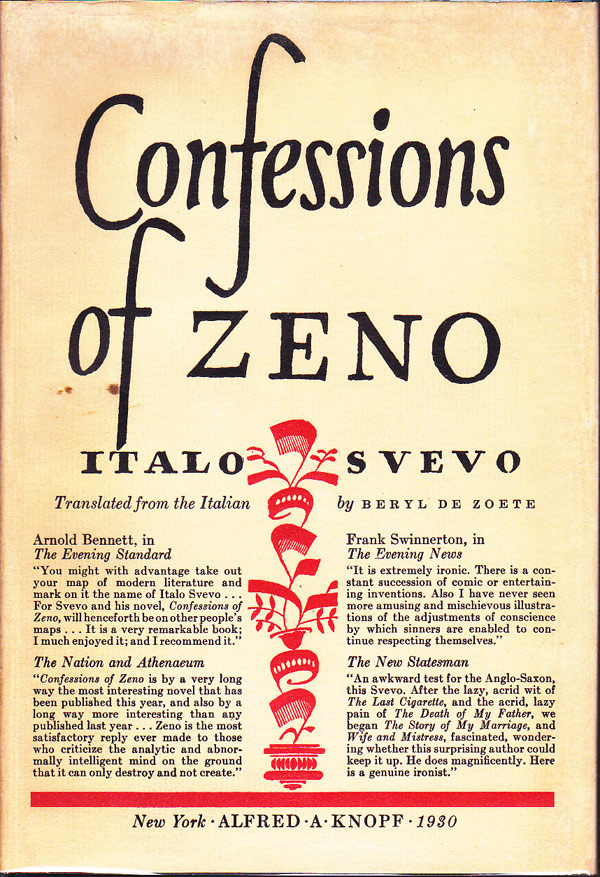 Confessions
of ZENO
ITALO SVEVO
Translated from the Italian by BERYL DE ZOETE
Arnold Bennett, in
The Evening Standard
“You might with advantage take out
your map of modern literature and
mark on it the name of Italo Svevo . . .
For Svevo and his novel, Confessions of
Zeno, will henceforth be on other people's
maps . . . It is a very remarkable book;
I much enjoyed it; and I recommend it.”
The Nation and Athenaeum
“Confessions of Zeno is by a very long
way the most interesting novel that has
been published this year, and also by a
long way more interesting than any
published last year . . . Zeno is the most
satisfactory reply ever made to those
who criticize the analytic and abnor-
mally intelligent mind on the ground
that it can only destroy and not create.”
Frank Swinnerton, in
The Evening News
“It is extremely ironic. There is a con-
stant succession of comic or entertain-
ing inventions. Also I have never seen
more amusing and mischievous illustra-
tions of the adjustments of conscience
by which sinners are enabled to con-
tinue respecting themselves.”
The New Statesman
“An awkward test for the Anglo-Saxon,
this Svevo. After the lazy, acrid wit of
The Last Cigarette, and the acrid, lazy
pain of The Death of My Father, we
began The Story of My Marriage, and
Wife and Mistress, fascinated, wonder-
ing whether this surprising author could
keep it up. He does magnificently. Here
is a genuine ironist.”
New York · ALFRED · A · KNOPF · 1930